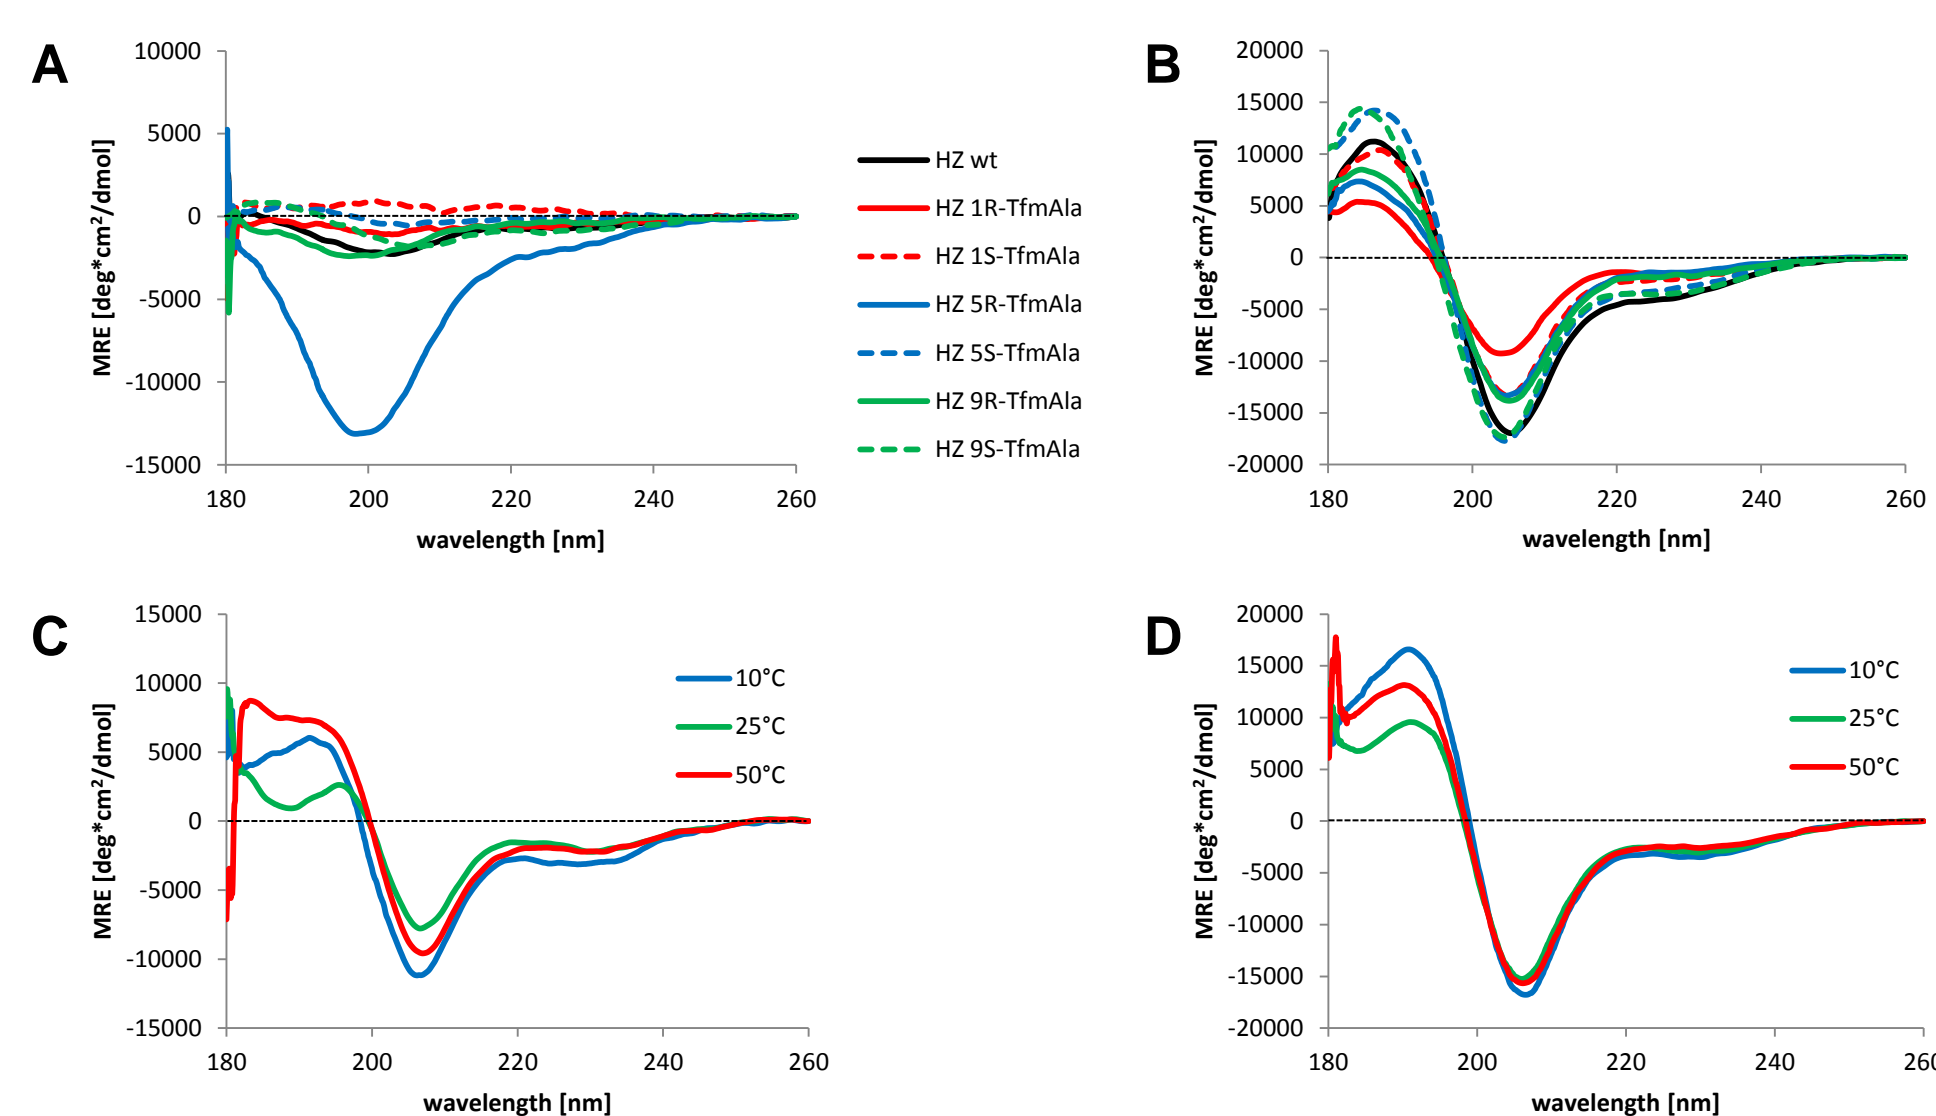 A
10000
5000
0
-5000
-10000
-15000
180
200
220
240
260
MRE [deg*cm²/dmol]
wavelength [nm]
HZ wt
HZ 1R-TfmAla
HZ 1S-TfmAla
HZ 5R-TfmAla
HZ 5S-TfmAla
HZ 9R-TfmAla
HZ 9S-TfmAla
B
20000
15000
10000
5000
0
-5000
-10000
-15000
-20000
180
200
220
240
260
MRE [deg*cm²/dmol]
wavelength [nm]
C
15000
10000
5000
0
-5000
-10000
-15000
180
200
220
240
260
MRE [deg*cm²/dmol]
wavelength [nm]
10°C
25°C
50°C
D
20000
15000
10000
5000
0
-5000
-10000
-15000
-20000
180
200
220
240
260
MRE [deg*cm²/dmol]
wavelength [nm]
10°C
25°C
50°C